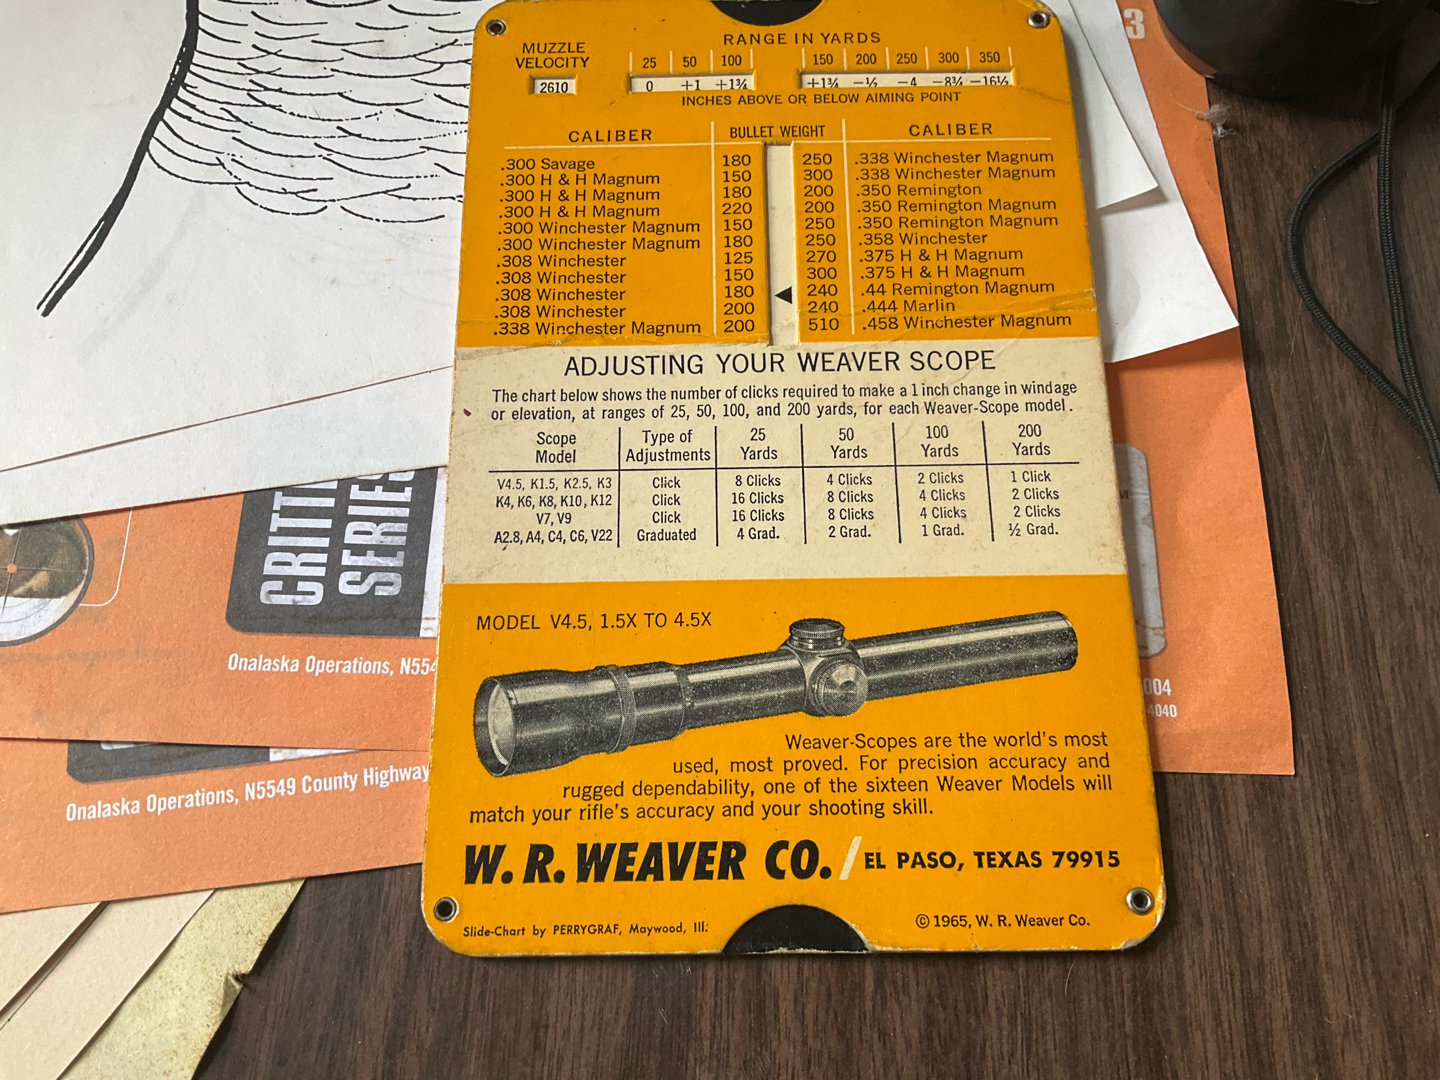 MUZZLE
VELOCITY
2610
RANGE IN YARDS
25 50 100 150 200 250 300 350
0 +1 +1¾ +1¾ –½ –4 –8¾ –16½
INCHES ABOVE OR BELOW AIMING POINT
CALIBER BULLET WEIGHT CALIBER
.300 Savage 180 250 .338 Winchester Magnum
.300 H & H Magnum 150 300 .338 Winchester Magnum
.300 H & H Magnum 180 200 .350 Remington
.300 H & H Magnum 220 200 .350 Remington Magnum
.300 Winchester Magnum 150 250 .350 Remington Magnum
.300 Winchester Magnum 180 250 .358 Winchester
.308 Winchester 125 270 .375 H & H Magnum
.308 Winchester 150 300 .375 H & H Magnum
.308 Winchester 180 ◀ 240 .44 Remington Magnum
.308 Winchester 200 240 .444 Marlin
.338 Winchester Magnum 200 510 .458 Winchester Magnum
ADJUSTING YOUR WEAVER SCOPE
The chart below shows the number of clicks required to make a 1 inch change in windage
or elevation, at ranges of 25, 50, 100, and 200 yards, for each Weaver-Scope model.
Scope Type of 25 50 100 200
Model Adjustments Yards Yards Yards Yards
V4.5, K1.5, K2.5, K3 Click 8 Clicks 4 Clicks 2 Clicks 1 Click
K4, K6, K8, K10, K12 Click 16 Clicks 8 Clicks 4 Clicks 2 Clicks
V7, V9 Click 16 Clicks 8 Clicks 4 Clicks 2 Clicks
A2.8, A4, C4, C6, V22 Graduated 4 Grad. 2 Grad. 1 Grad. ½ Grad.
MODEL V4.5, 1.5X TO 4.5X
Weaver-Scopes are the world's most
used, most proved. For precision accuracy and
rugged dependability, one of the sixteen Weaver Models will
match your rifle's accuracy and your shooting skill.
W. R. WEAVER CO. / EL PASO, TEXAS 79915
Slide-Chart by PERRYGRAF, Maywood, Ill.
© 1965, W. R. Weaver Co.
3
SERIES
Onalaska Operations, N554
Onalaska Operations, N5549 County Highway
004
4040